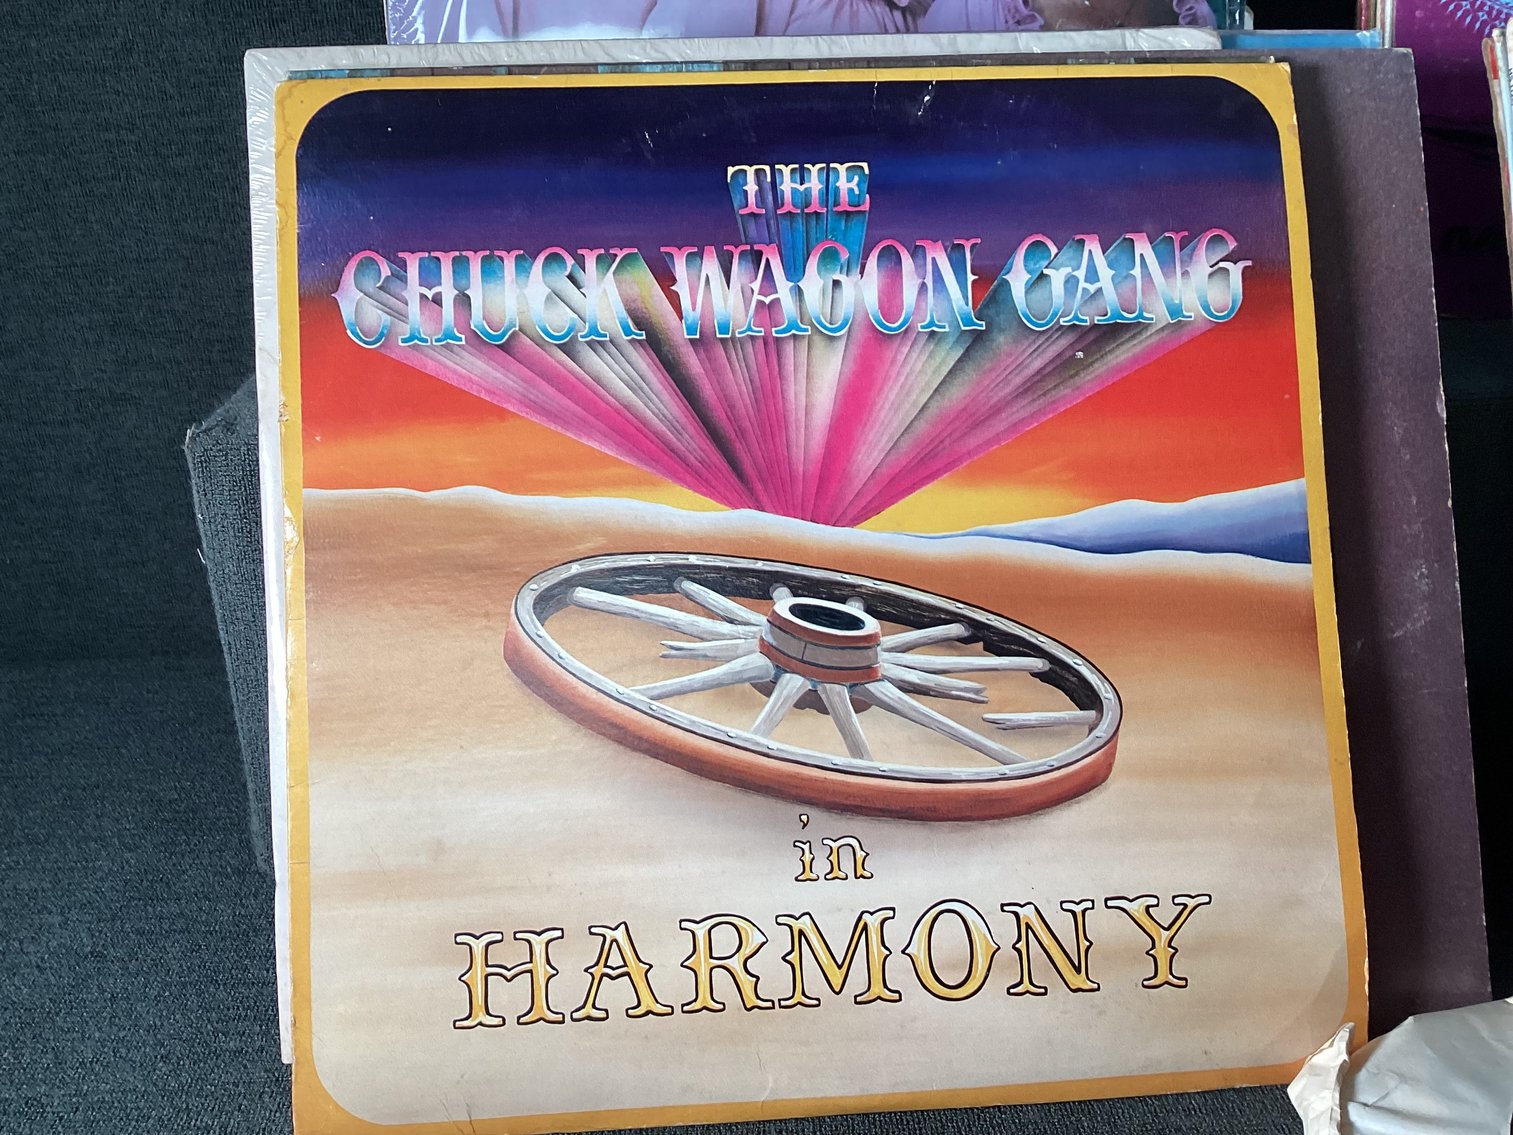 THE
CHUCK WAGON GANG
in
HARMONY